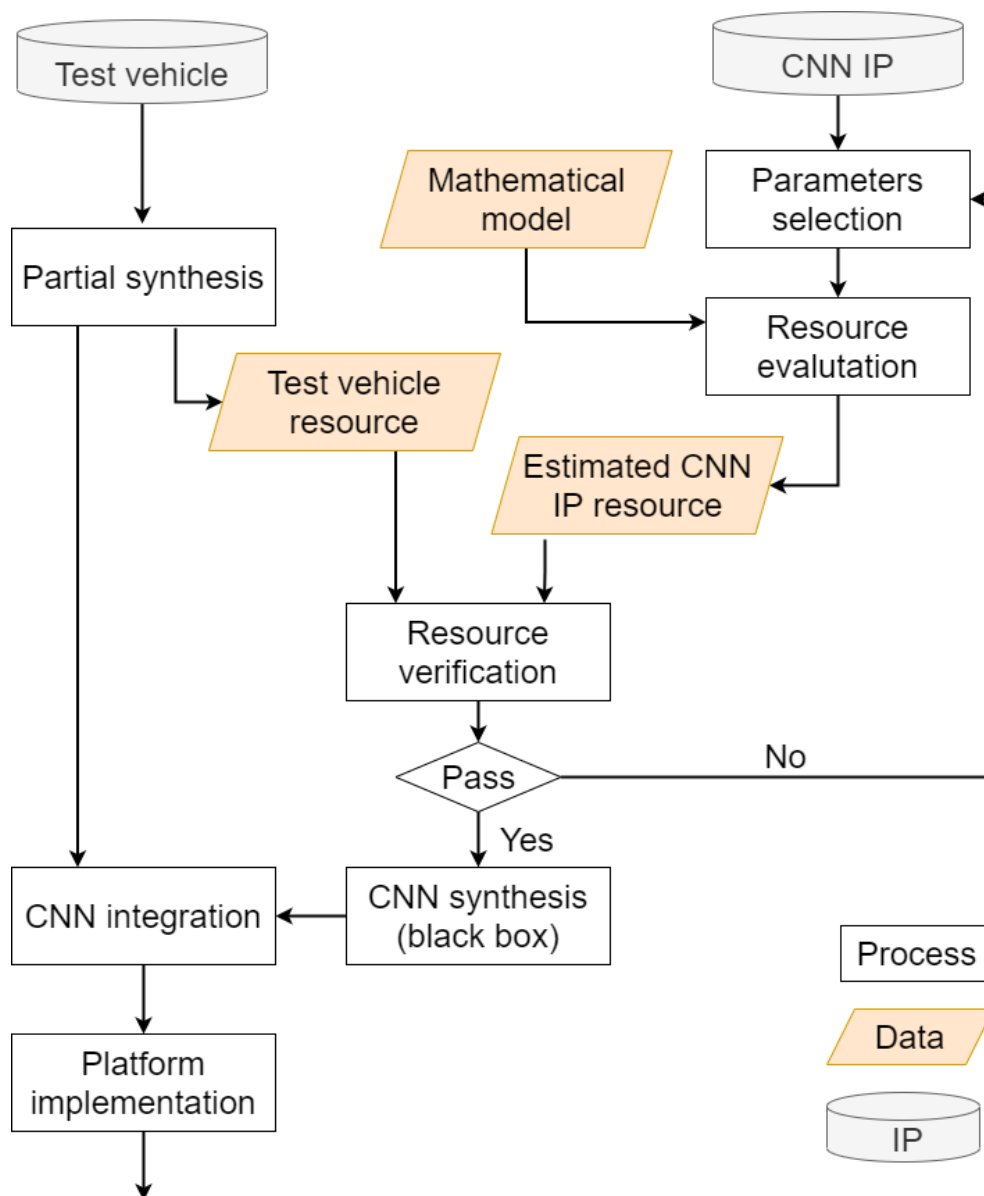 Test vehicle
CNN IP
Mathematical
model
Parameters
selection
Partial synthesis
Resource
evalutation
Test vehicle
resource
Estimated CNN
IP resource
Resource
verification
Pass
No
Yes
CNN integration
CNN synthesis
(black box)
Process
Data
Platform
implementation
IP